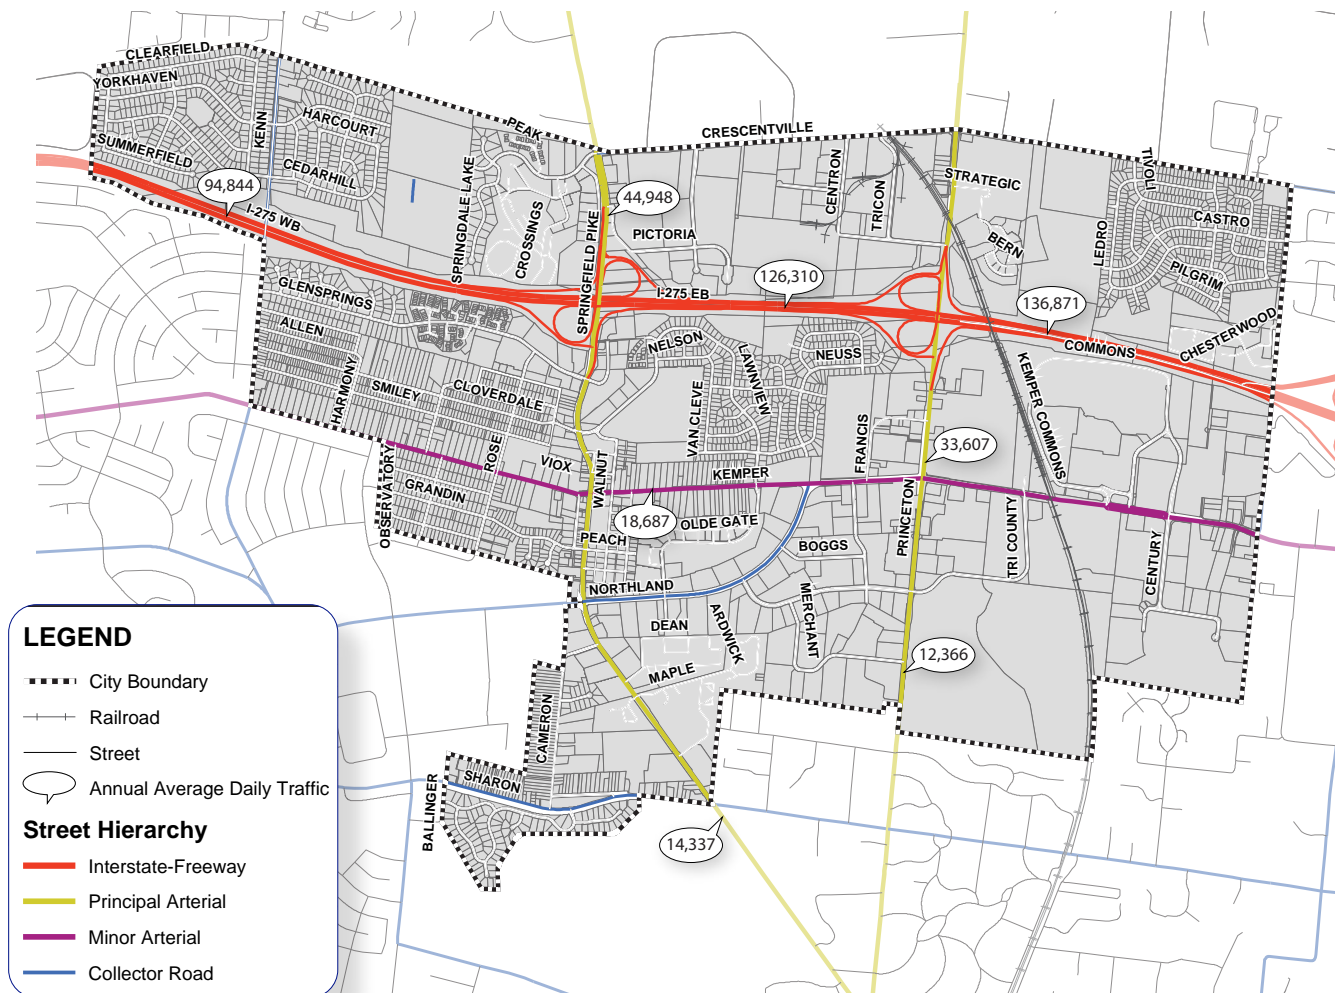 CLEARFIELD
YORKHAVEN
SUMMERFIELD
KENN
HARCOURT
CEDARHILL
94,844
I-275 WB
PEAK
SPRINGDALE LAKE
CROSSINGS
SPRINGFIELD PIKE
44,948
PICTORIA
CRESCENTVILLE
CENTRON
TRICON
STRATEGIC
BERN
TIVOLI
LEDRO
CASTRO
PILGRIM
CHESTERWOOD
I-275 EB
126,310
136,871
COMMONS
KEMPER COMMONS
GLENSPRINGS
ALLEN
HARMONY
SMILEY
CLOVERDALE
NELSON
LAWNVIEW
NEUSS
VAN CLEVE
FRANCIS
33,607
OBSERVATORY
ROSE
VIOX
GRANDIN
WALNUT
KEMPER
18,687
OLDE GATE
PEACH
BOGGS
PRINCETON
TRI COUNTY
CENTURY
NORTHLAND
DEAN
ARDWICK
MERCHANT
MAPLE
12,366
CAMERON
SHARON
BALLINGER
14,337
LEGEND
City Boundary
Railroad
Street
Annual Average Daily Traffic
Street Hierarchy
Interstate-Freeway
Principal Arterial
Minor Arterial
Collector Road